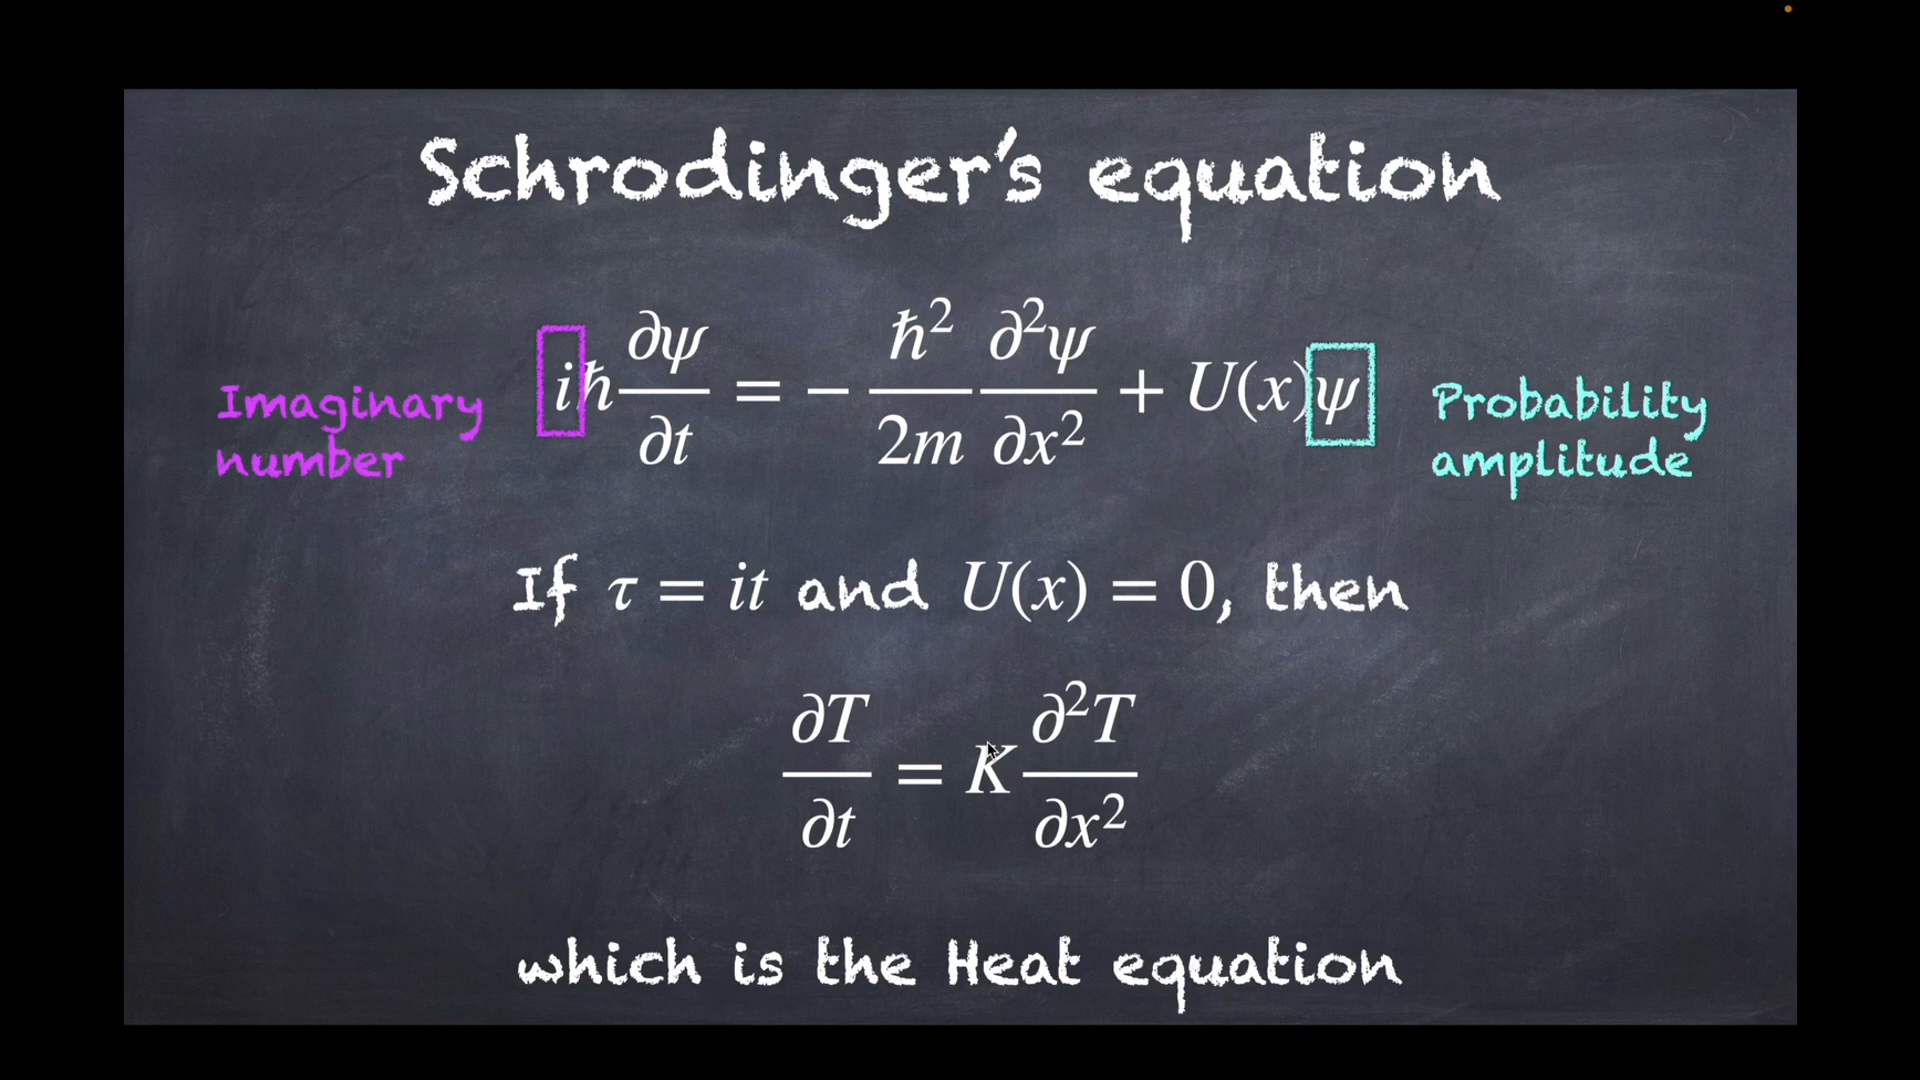 Schrodinger's equation
Imaginary
number
iℏ ∂ψ/∂t = − ℏ²/2m ∂²ψ/∂x² + U(x)ψ
Probability
amplitude
If τ = it and U(x) = 0, then
∂T/∂t = K ∂²T/∂x²
which is the Heat equation